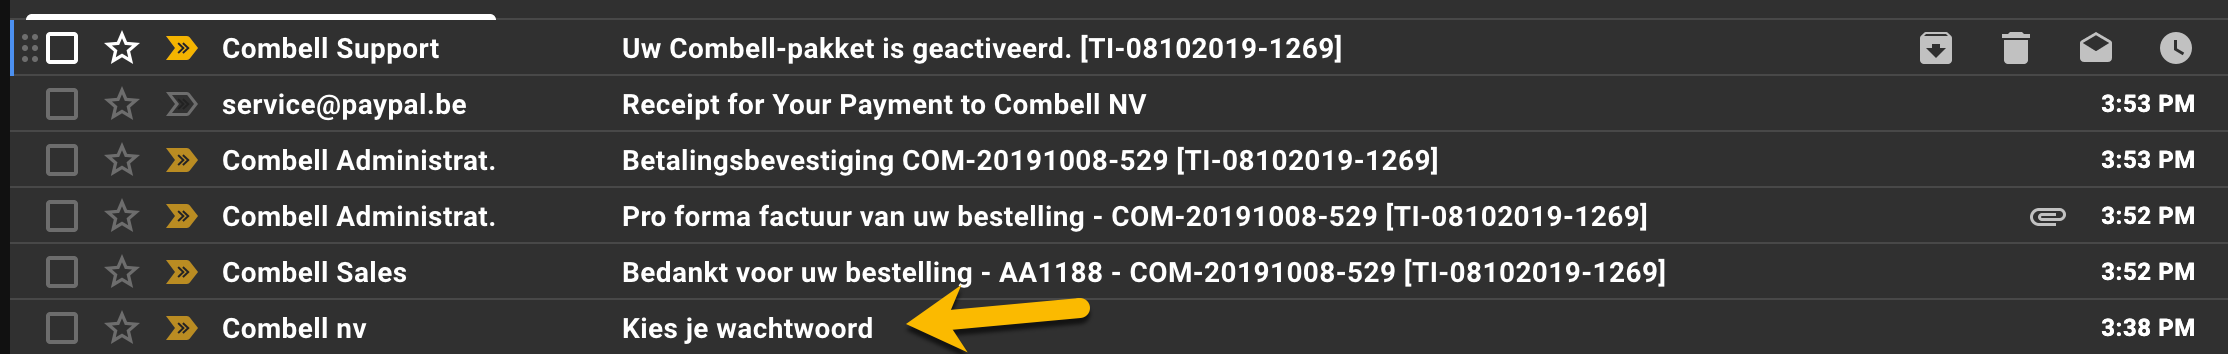 Combell Support Uw Combell-pakket is geactiveerd. [TI-08102019-1269]
service@paypal.be Receipt for Your Payment to Combell NV 3:53 PM
Combell Administrat. Betalingsbevestiging COM-20191008-529 [TI-08102019-1269] 3:53 PM
Combell Administrat. Pro forma factuur van uw bestelling - COM-20191008-529 [TI-08102019-1269] 3:52 PM
Combell Sales Bedankt voor uw bestelling - AA1188 - COM-20191008-529 [TI-08102019-1269] 3:52 PM
Combell nv Kies je wachtwoord 3:38 PM